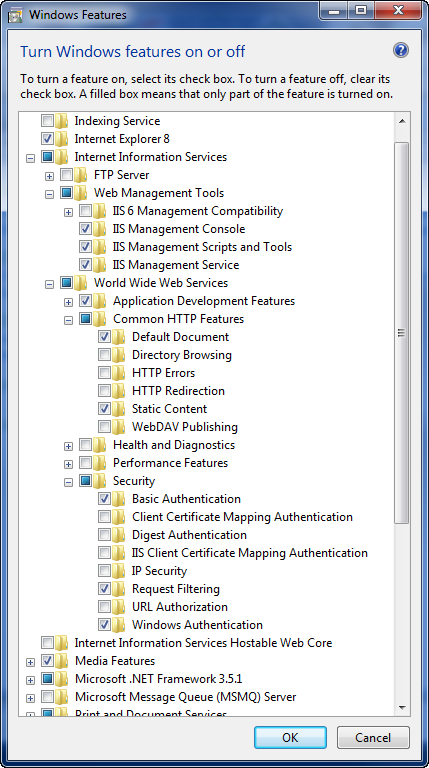 Windows Features
Turn Windows features on or off
To turn a feature on, select its check box. To turn a feature off, clear its
check box. A filled box means that only part of the feature is turned on.
Indexing Service
Internet Explorer 8
Internet Information Services
FTP Server
Web Management Tools
IIS 6 Management Compatibility
IIS Management Console
IIS Management Scripts and Tools
IIS Management Service
World Wide Web Services
Application Development Features
Common HTTP Features
Default Document
Directory Browsing
HTTP Errors
HTTP Redirection
Static Content
WebDAV Publishing
Health and Diagnostics
Performance Features
Security
Basic Authentication
Client Certificate Mapping Authentication
Digest Authentication
IIS Client Certificate Mapping Authentication
IP Security
Request Filtering
URL Authorization
Windows Authentication
Internet Information Services Hostable Web Core
Media Features
Microsoft .NET Framework 3.5.1
Microsoft Message Queue (MSMQ) Server
Print and Document Services
OK
Cancel